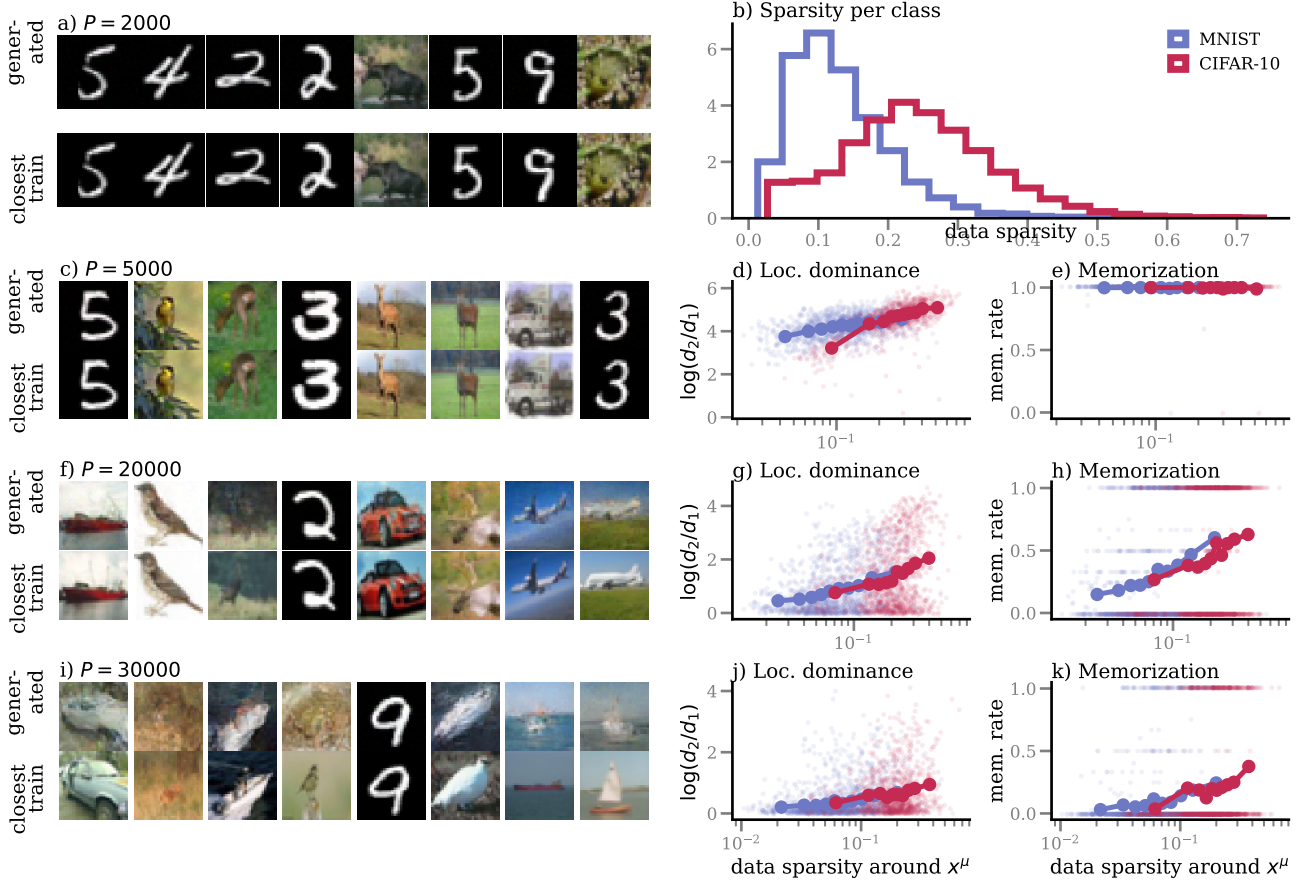 a) P = 2000
gener-
ated
closest
train
b) Sparsity per class
MNIST
CIFAR-10
6
4
2
0
0.0 0.1 0.2 0.3 0.4 0.5 0.6 0.7
data sparsity
c) P = 5000
gener-
ated
closest
train
d) Loc. dominance
log(d₂/d₁)
6
4
2
0
10⁻¹
e) Memorization
mem. rate
1.0
0.5
0.0
10⁻¹
f) P = 20000
gener-
ated
closest
train
g) Loc. dominance
log(d₂/d₁)
4
2
0
10⁻¹
h) Memorization
mem. rate
1.0
0.5
0.0
10⁻¹
i) P = 30000
gener-
ated
closest
train
j) Loc. dominance
log(d₂/d₁)
4
2
0
10⁻² 10⁻¹
data sparsity around x^μ
k) Memorization
mem. rate
1.0
0.5
0.0
10⁻² 10⁻¹
data sparsity around x^μ